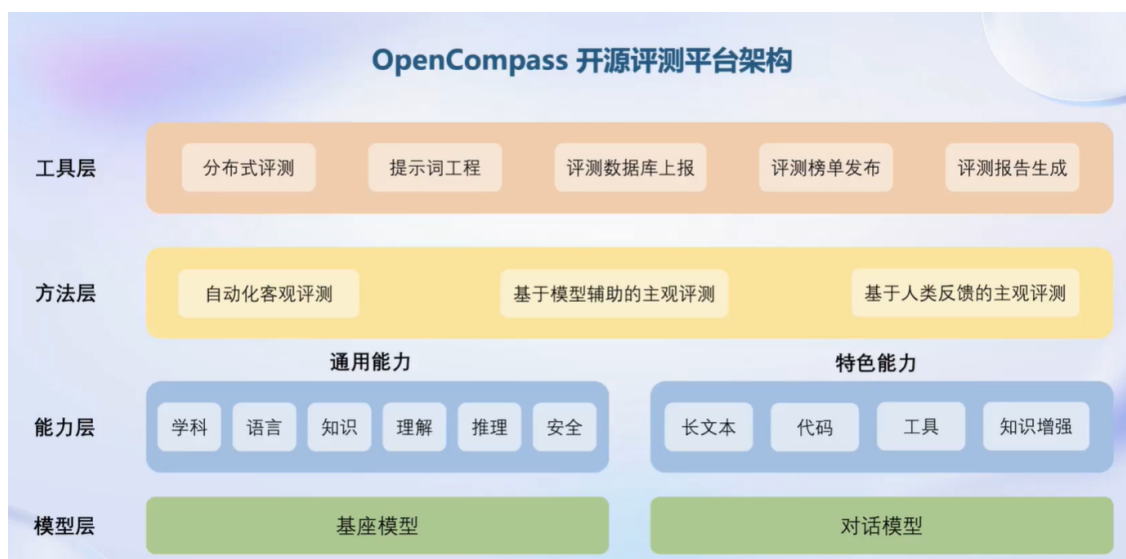 OpenCompass 开源评测平台架构
工具层 分布式评测 提示词工程 评测数据库上报 评测榜单发布 评测报告生成
方法层 自动化客观评测 基于模型辅助的主观评测 基于人类反馈的主观评测
通用能力 特色能力
能力层 学科 语言 知识 理解 推理 安全 长文本 代码 工具 知识增强
模型层 基座模型 对话模型